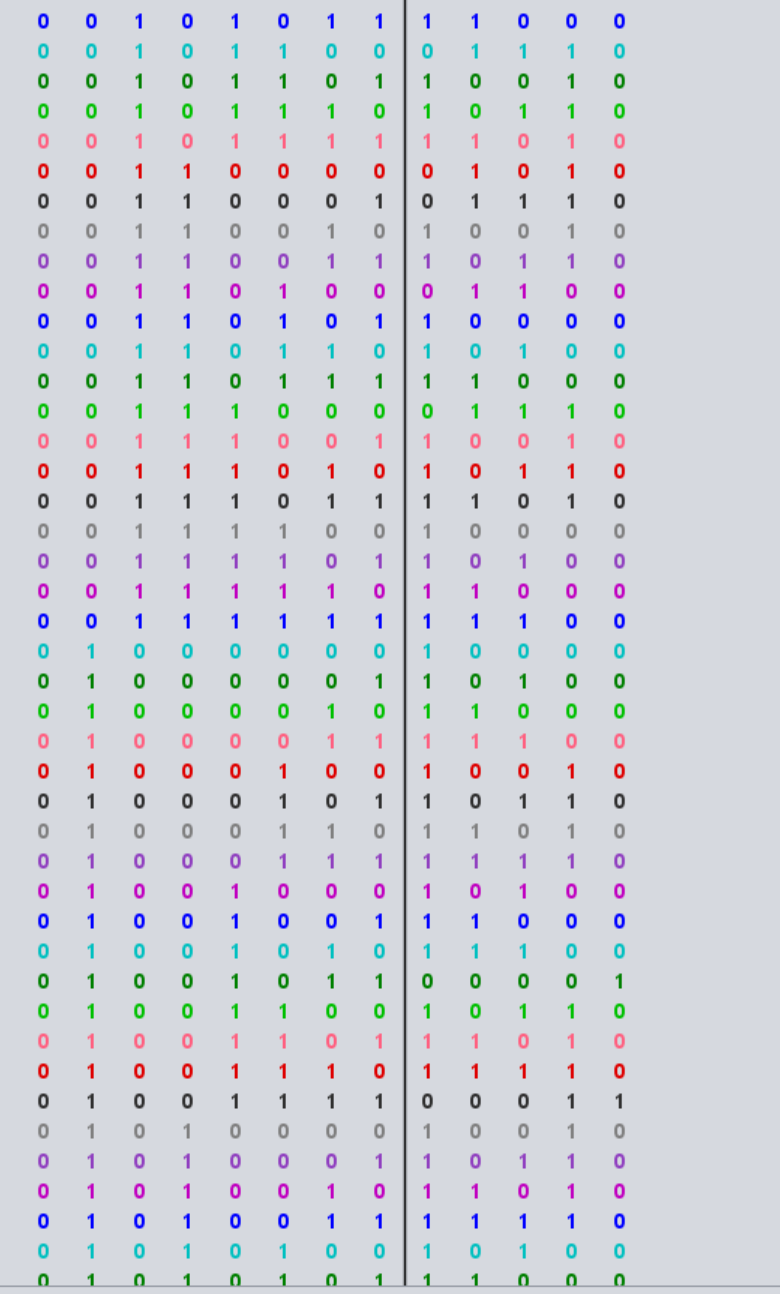 0 0 1 0 1 0 1 1 1 1 0 0 0
0 0 1 0 1 1 0 0 0 1 1 1 0
0 0 1 0 1 1 0 1 1 0 0 1 0
0 0 1 0 1 1 1 0 1 0 1 1 0
0 0 1 0 1 1 1 1 1 1 0 1 0
0 0 1 1 0 0 0 0 0 1 0 1 0
0 0 1 1 0 0 0 1 0 1 1 1 0
0 0 1 1 0 0 1 0 1 0 0 1 0
0 0 1 1 0 0 1 1 1 0 1 1 0
0 0 1 1 0 1 0 0 0 1 1 0 0
0 0 1 1 0 1 0 1 1 0 0 0 0
0 0 1 1 0 1 1 0 1 0 1 0 0
0 0 1 1 0 1 1 1 1 1 0 0 0
0 0 1 1 1 0 0 0 0 1 1 1 0
0 0 1 1 1 0 0 1 1 0 0 1 0
0 0 1 1 1 0 1 0 1 0 1 1 0
0 0 1 1 1 0 1 1 1 1 0 1 0
0 0 1 1 1 1 0 0 1 0 0 0 0
0 0 1 1 1 1 0 1 1 0 1 0 0
0 0 1 1 1 1 1 0 1 1 0 0 0
0 0 1 1 1 1 1 1 1 1 1 0 0
0 1 0 0 0 0 0 0 1 0 0 0 0
0 1 0 0 0 0 0 1 1 0 1 0 0
0 1 0 0 0 0 1 0 1 1 0 0 0
0 1 0 0 0 0 1 1 1 1 1 0 0
0 1 0 0 0 1 0 0 1 0 0 1 0
0 1 0 0 0 1 0 1 1 0 1 1 0
0 1 0 0 0 1 1 0 1 1 0 1 0
0 1 0 0 0 1 1 1 1 1 1 1 0
0 1 0 0 1 0 0 0 1 0 1 0 0
0 1 0 0 1 0 0 1 1 1 0 0 0
0 1 0 0 1 0 1 0 1 1 1 0 0
0 1 0 0 1 0 1 1 0 0 0 0 1
0 1 0 0 1 1 0 0 1 0 1 1 0
0 1 0 0 1 1 0 1 1 1 0 1 0
0 1 0 0 1 1 1 0 1 1 1 1 0
0 1 0 0 1 1 1 1 0 0 0 1 1
0 1 0 1 0 0 0 0 1 0 0 1 0
0 1 0 1 0 0 0 1 1 0 1 1 0
0 1 0 1 0 0 1 0 1 1 0 1 0
0 1 0 1 0 0 1 1 1 1 1 1 0
0 1 0 1 0 1 0 0 1 0 1 0 0
0 1 0 1 0 1 0 1 1 1 0 0 0